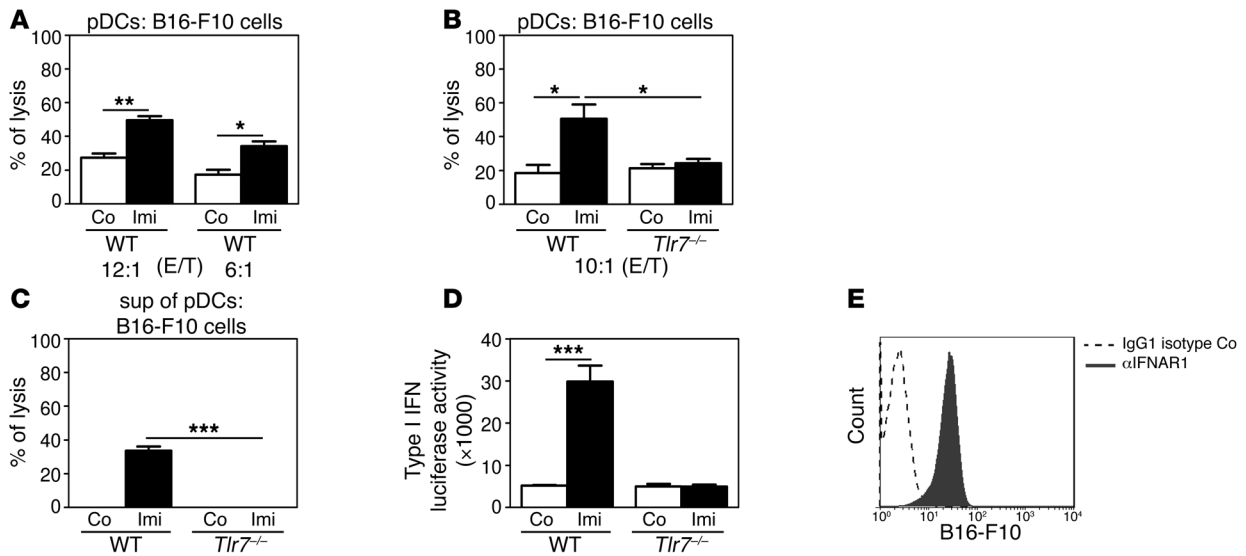 A
pDCs: B16-F10 cells
% of lysis
100
80
60
40
20
0
**
*
Co Imi Co Imi
WT WT
12:1 (E/T) 6:1
B
pDCs: B16-F10 cells
% of lysis
100
80
60
40
20
0
* *
Co Imi Co Imi
WT Tlr7–/–
10:1 (E/T)
C
sup of pDCs:
B16-F10 cells
% of lysis
100
80
60
40
20
0
***
Co Imi Co Imi
WT Tlr7–/–
D
Type I IFN
luciferase activity
(×1000)
40
30
20
10
0
***
Co Imi Co Imi
WT Tlr7–/–
E
IgG1 isotype Co
αIFNAR1
Count
10⁰ 10¹ 10² 10³ 10⁴
B16-F10